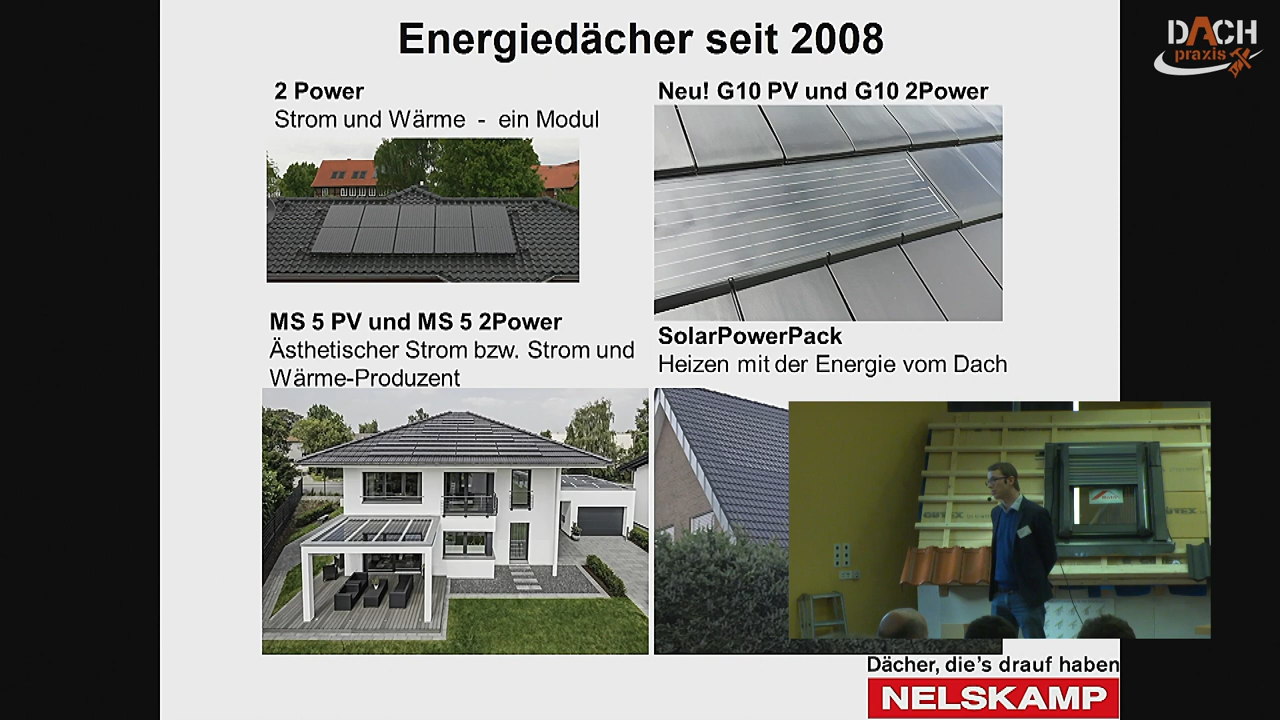 Energiedächer seit 2008
2 Power
Strom und Wärme - ein Modul
Neu! G10 PV und G10 2Power
MS 5 PV und MS 5 2Power
Ästhetischer Strom bzw. Strom und
Wärme-Produzent
SolarPowerPack
Heizen mit der Energie vom Dach
Dächer, die's drauf haben
NELSKAMP
DACH
praxis
GUTEX